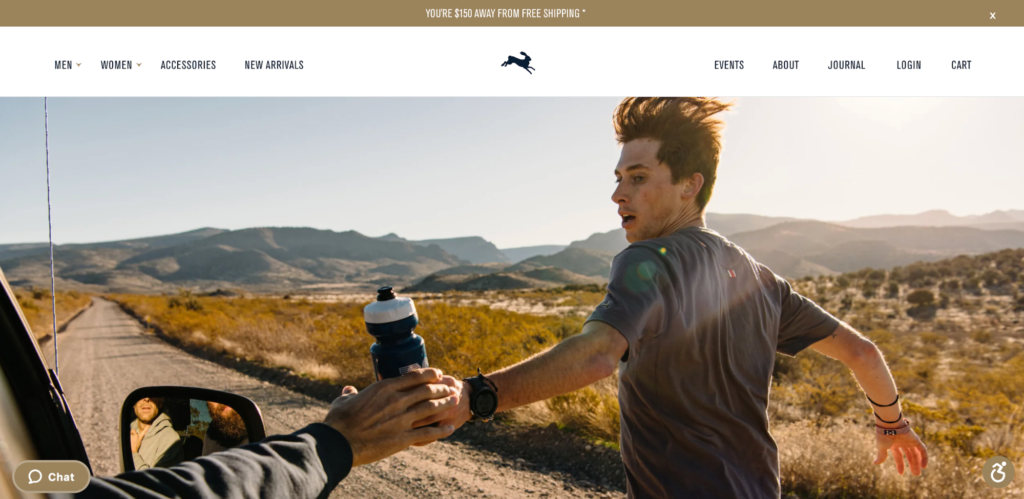 YOU'RE $150 AWAY FROM FREE SHIPPING *
X
MEN
WOMEN
ACCESSORIES
NEW ARRIVALS
EVENTS
ABOUT
JOURNAL
LOGIN
CART
Chat